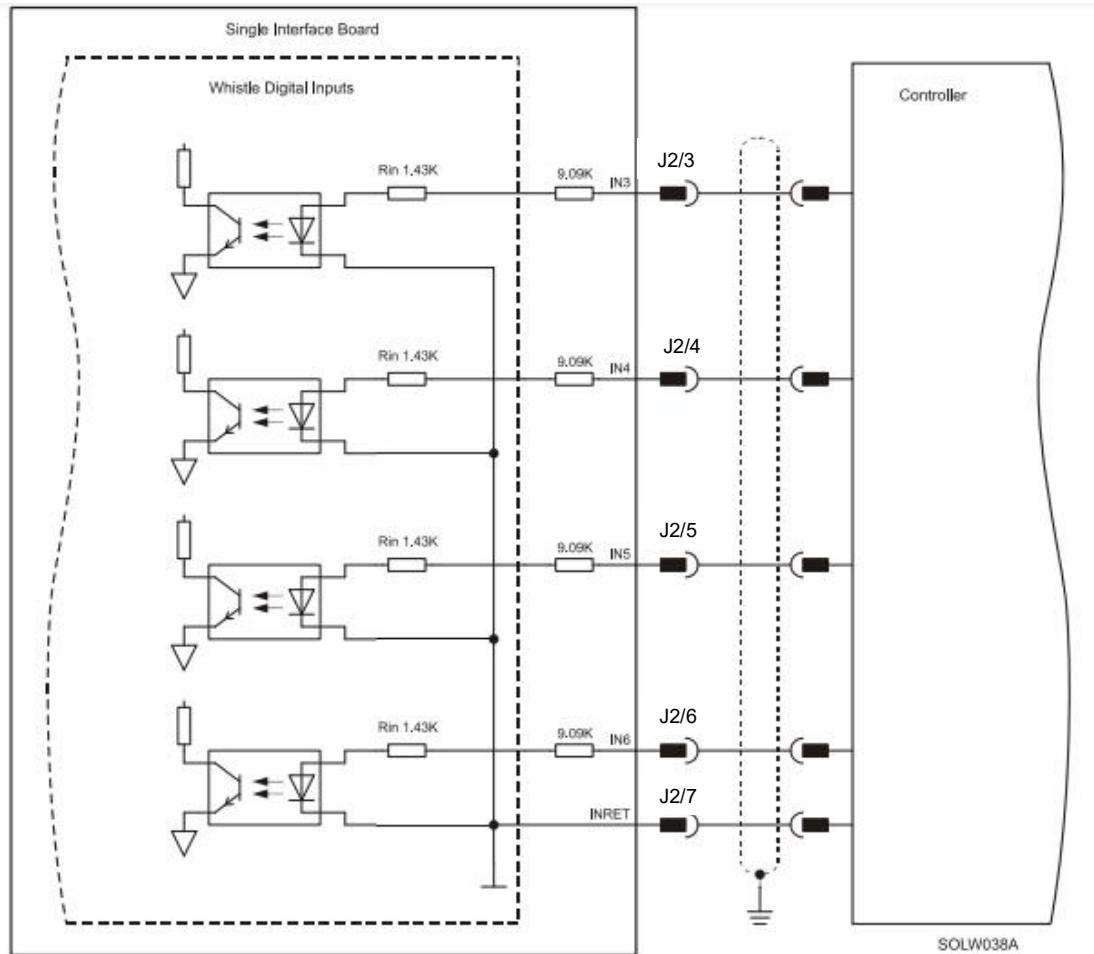 Single Interface Board
Whistle Digital Inputs
Controller
Rin 1.43K
9.09K
IN3
J2/3
Rin 1.43K
9.09K
IN4
J2/4
Rin 1.43K
9.09K
IN5
J2/5
Rin 1.43K
9.09K
IN6
J2/6
INRET
J2/7
SOLW038A